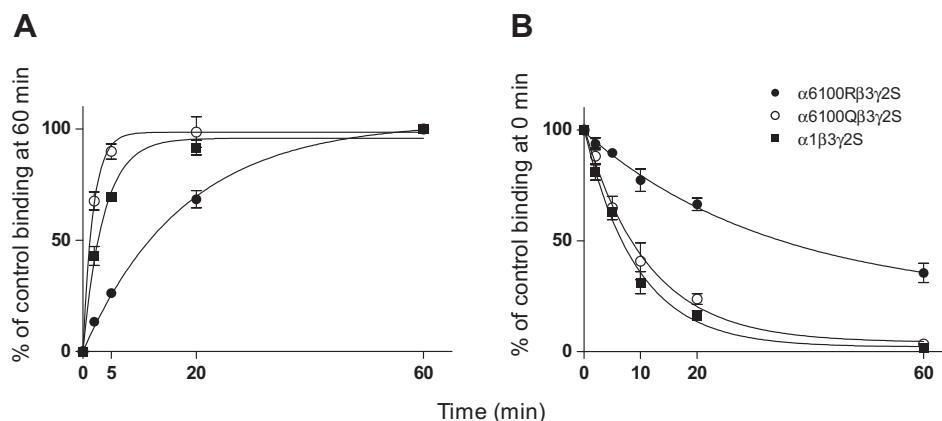 A
B
% of control binding at 60 min
100
50
0
0 5 20 60
% of control binding at 0 min
100
50
0
0 10 20 60
α6100Rβ3γ2S
α6100Qβ3γ2S
α1β3γ2S
Time (min)